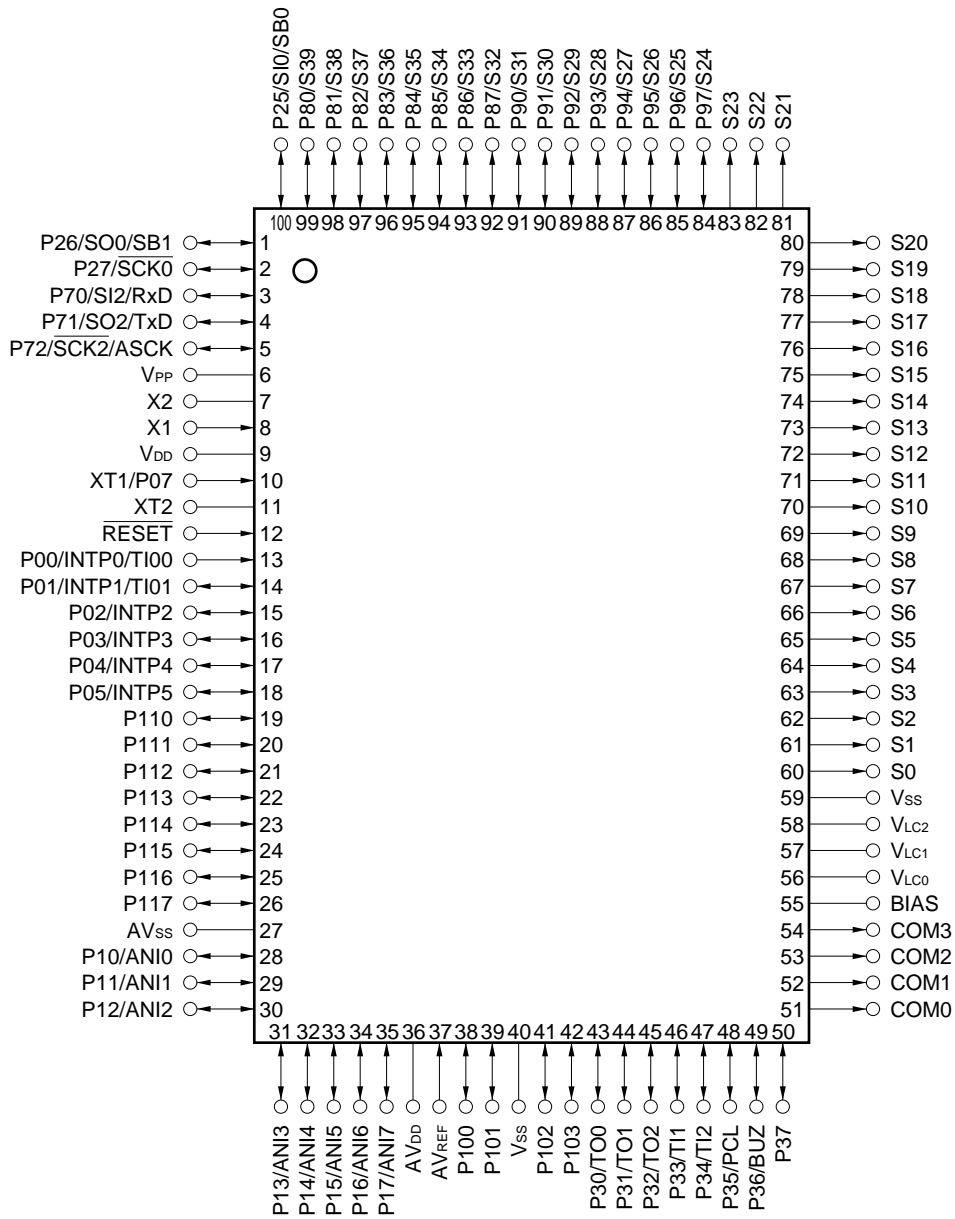 P25/SI0/SB0
P80/S39
P81/S38
P82/S37
P83/S36
P84/S35
P85/S34
P86/S33
P87/S32
P90/S31
P91/S30
P92/S29
P93/S28
P94/S27
P95/S26
P96/S25
P97/S24
S23
S22
S21
100 99 98 97 96 95 94 93 92 91 90 89 88 87 86 85 84 83 82 81
P26/SO0/SB1 1 80 S20
P27/SCK0 2 79 S19
P70/SI2/RxD 3 78 S18
P71/SO2/TxD 4 77 S17
P72/SCK2/ASCK 5 76 S16
VPP 6 75 S15
X2 7 74 S14
X1 8 73 S13
VDD 9 72 S12
XT1/P07 10 71 S11
XT2 11 70 S10
RESET 12 69 S9
P00/INTP0/TI00 13 68 S8
P01/INTP1/TI01 14 67 S7
P02/INTP2 15 66 S6
P03/INTP3 16 65 S5
P04/INTP4 17 64 S4
P05/INTP5 18 63 S3
P110 19 62 S2
P111 20 61 S1
P112 21 60 S0
P113 22 59 VSS
P114 23 58 VLC2
P115 24 57 VLC1
P116 25 56 VLC0
P117 26 55 BIAS
AVSS 27 54 COM3
P10/ANI0 28 53 COM2
P11/ANI1 29 52 COM1
P12/ANI2 30 51 COM0
31 32 33 34 35 36 37 38 39 40 41 42 43 44 45 46 47 48 49 50
P13/ANI3
P14/ANI4
P15/ANI5
P16/ANI6
P17/ANI7
AVDD
AVREF
P100
P101
VSS
P102
P103
P30/TO0
P31/TO1
P32/TO2
P33/TI1
P34/TI2
P35/PCL
P36/BUZ
P37